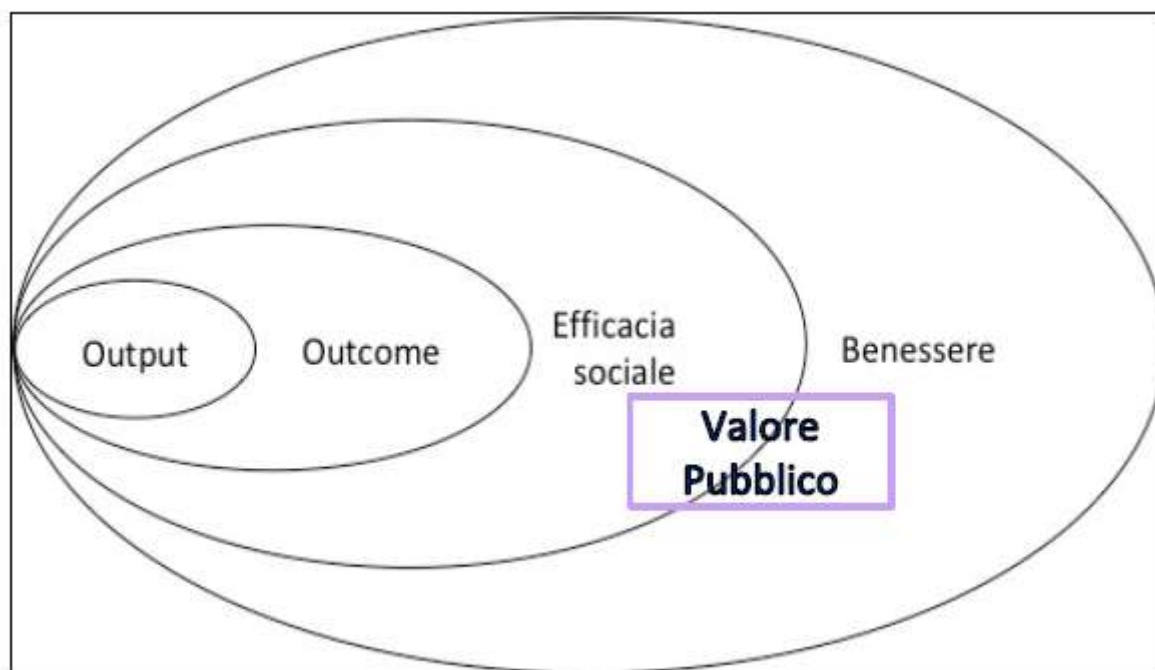 Output
Outcome
Efficacia
sociale
Benessere
Valore
Pubblico